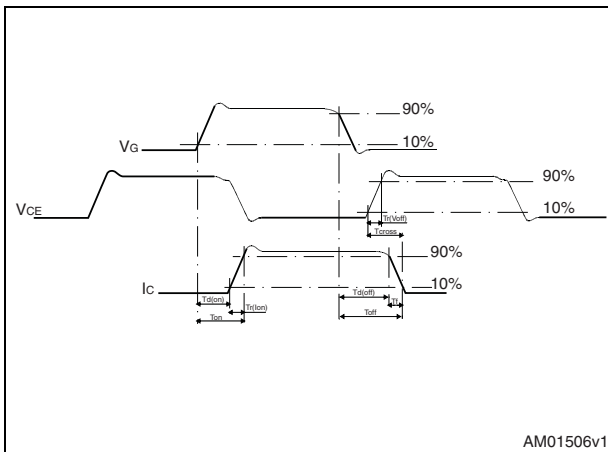 90%
VG
10%
VCE
90%
10%
Tr(Voff)
Tcross
90%
IC
10%
Td(on)
Td(off)
Tf
Tr(Ion)
Ton
Toff
AM01506v1